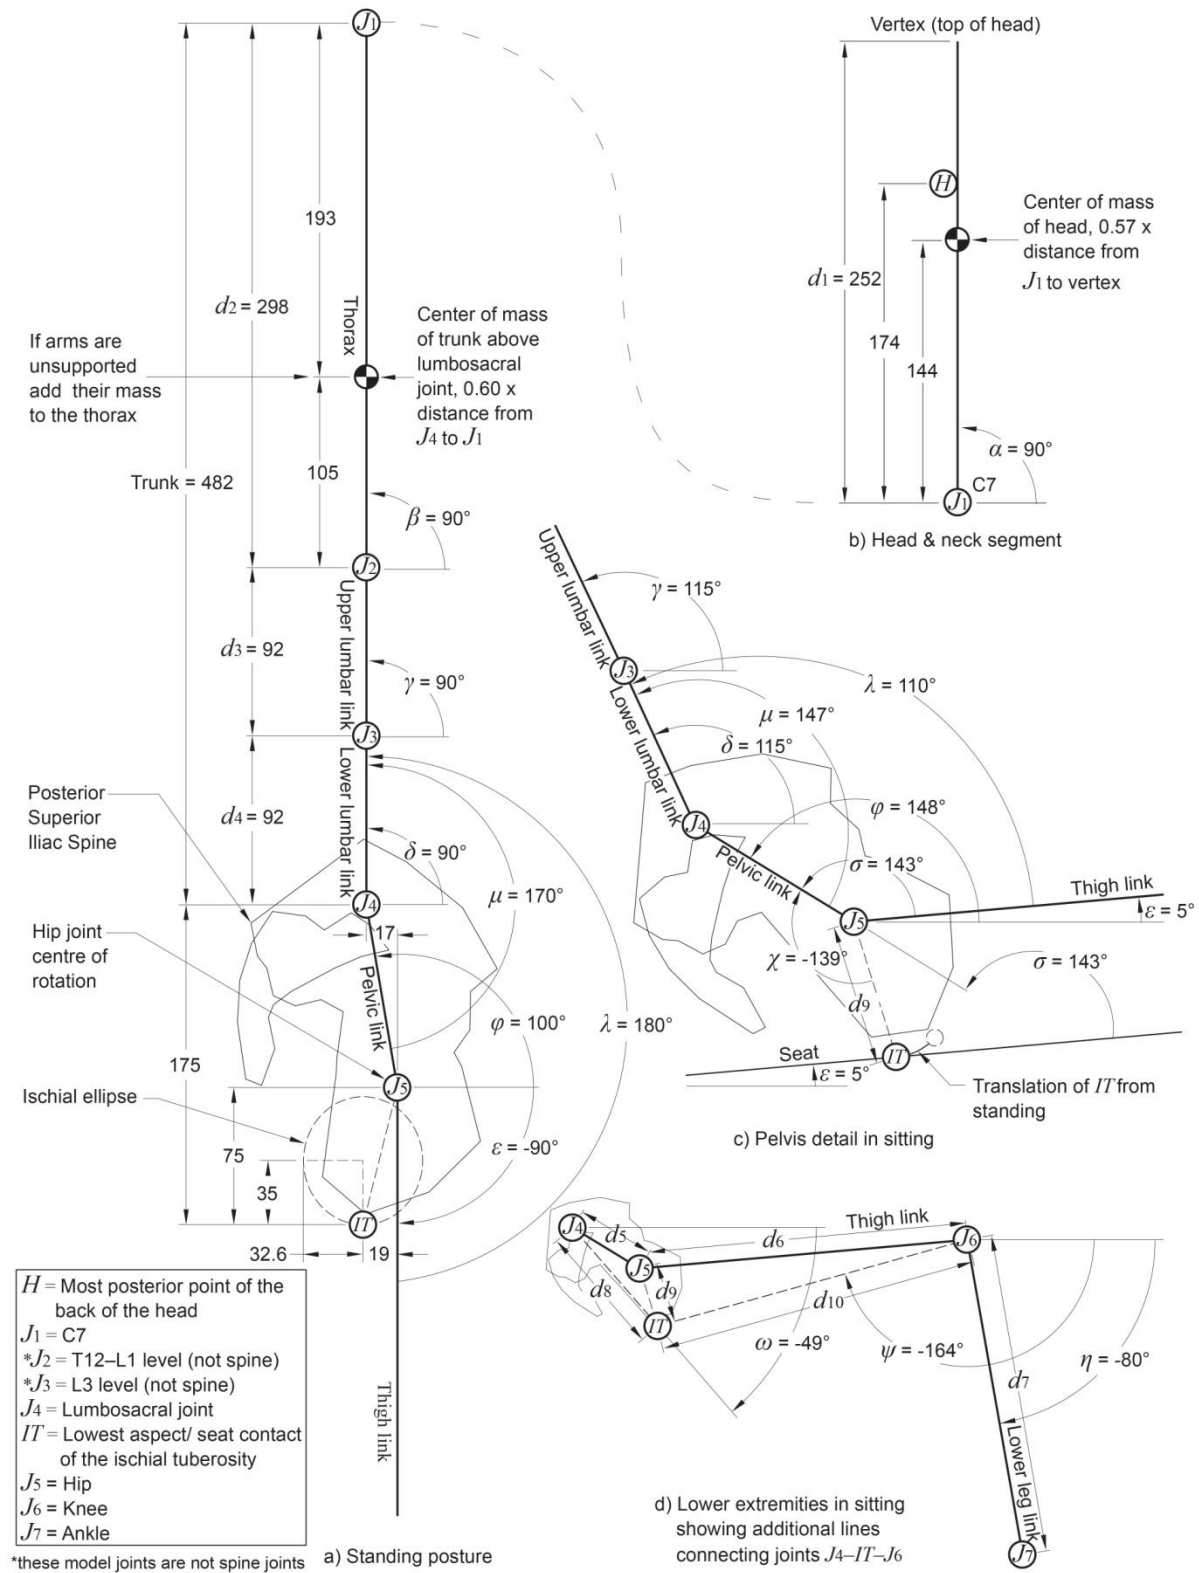 J1
Vertex (top of head)
193
d2 = 298
Thorax
If arms are
unsupported
add their mass
to the thorax
Center of mass
of trunk above
lumbosacral
joint, 0.60 x
distance from
J4 to J1
Trunk = 482
105
β = 90°
J2
H
Center of mass
of head, 0.57 x
distance from
J1 to vertex
d1 = 252
174
144
α = 90°
C7
J1
b) Head & neck segment
d3 = 92
Upper lumbar link
γ = 90°
J3
d4 = 92
Lower lumbar link
Posterior
Superior
Iliac Spine
δ = 90°
J4
μ = 170°
17
Hip joint
centre of
rotation
Pelvic link
φ = 100°
λ = 180°
175
J5
Ischial ellipse
75
35
ε = -90°
IT
32.6
19
Thigh link
Upper lumbar link
γ = 115°
J3
λ = 110°
Lower lumbar link
μ = 147°
δ = 115°
J4
φ = 148°
Pelvic link
σ = 143°
Thigh link
J5
ε = 5°
χ = -139°
d9
σ = 143°
Seat
IT
ε = 5°
Translation of IT from
standing
c) Pelvis detail in sitting
J4
d5
Thigh link
d6
J6
J5
d8
d9
IT
d10
ω = -49°
ψ = -164°
η = -80°
d7
Lower leg link
J7
d) Lower extremities in sitting
showing additional lines
connecting joints J4–IT–J6
H = Most posterior point of the
back of the head
J1 = C7
*J2 = T12–L1 level (not spine)
*J3 = L3 level (not spine)
J4 = Lumbosacral joint
IT = Lowest aspect/ seat contact
of the ischial tuberosity
J5 = Hip
J6 = Knee
J7 = Ankle
*these model joints are not spine joints
a) Standing posture